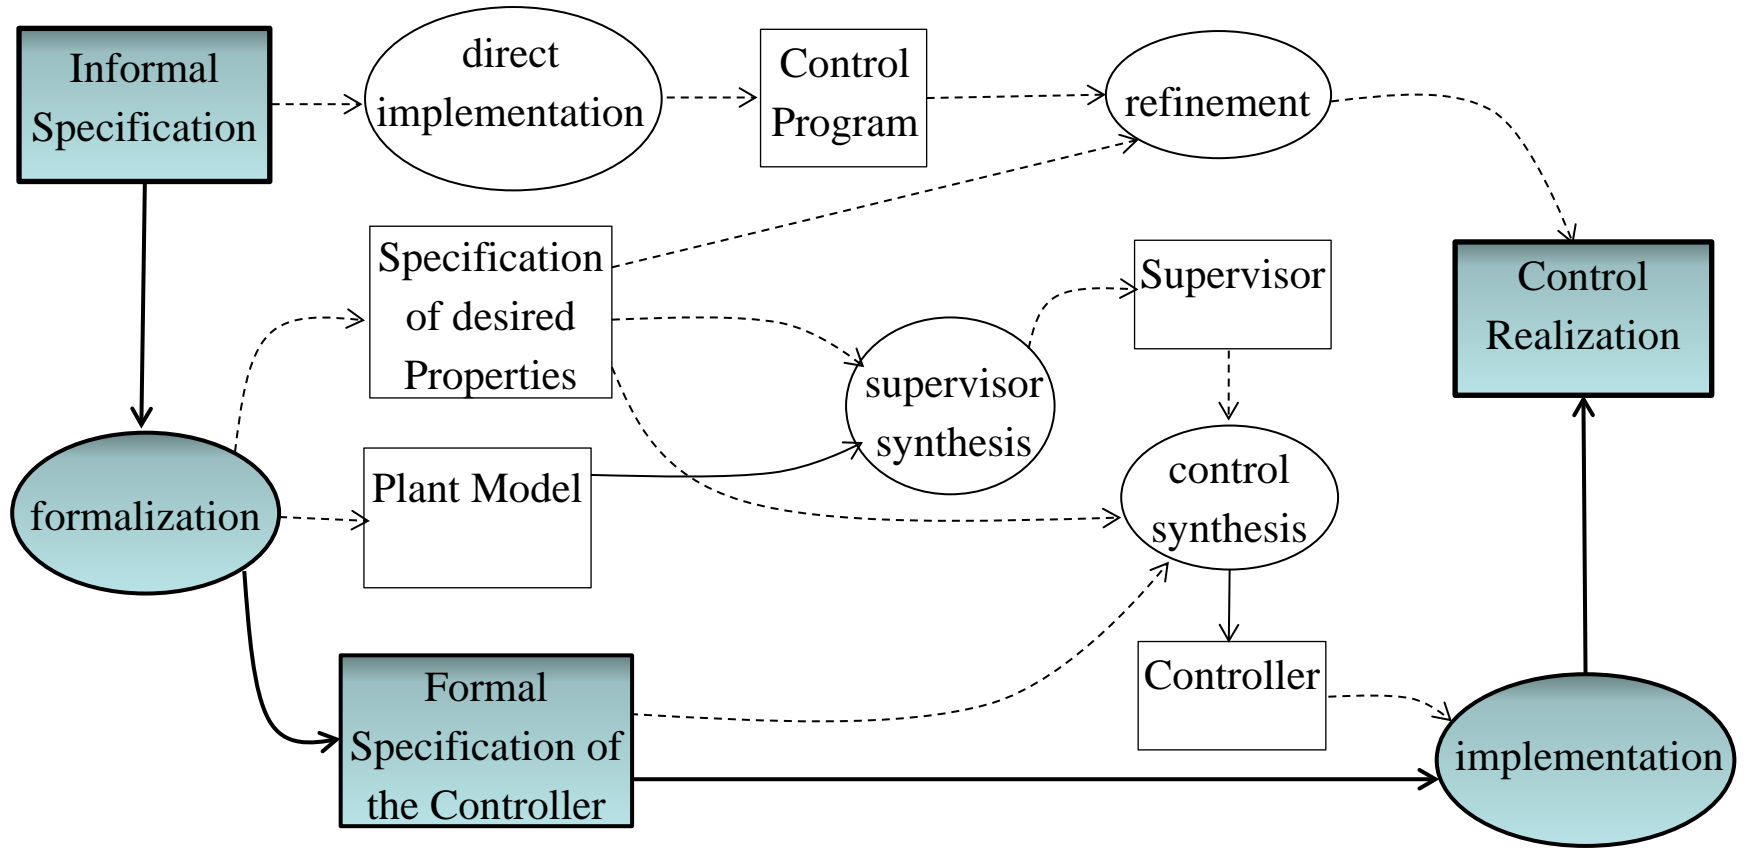 Informal
Specification
direct
implementation
Control
Program
refinement
Specification
of desired
Properties
Supervisor
Control
Realization
supervisor
synthesis
Plant Model
control
synthesis
formalization
Formal
Specification of
the Controller
Controller
implementation